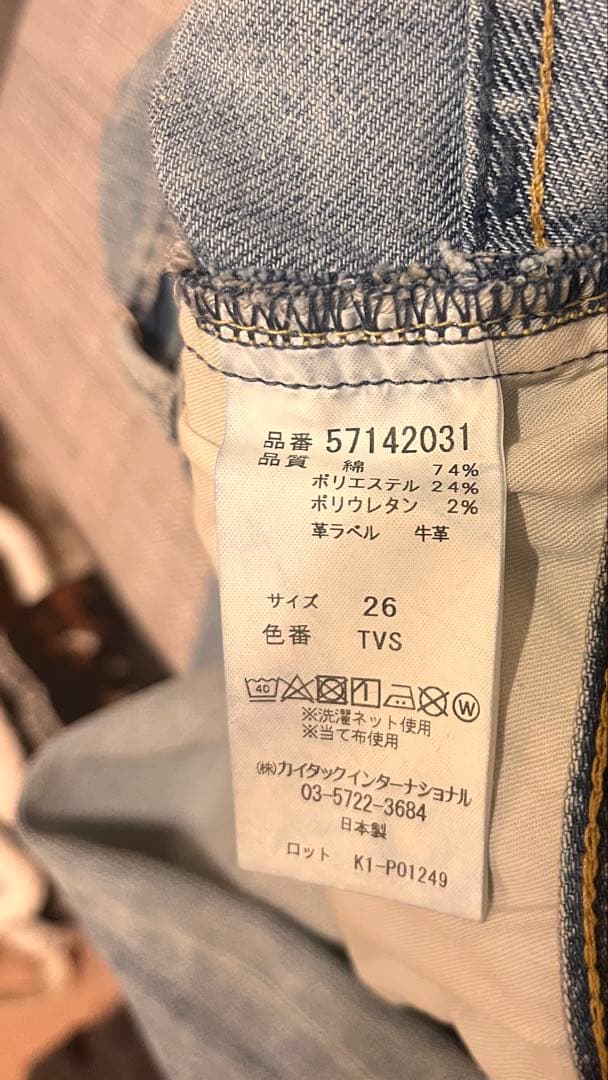 品番 57142031
品質 綿 74%
ポリエステル 24%
ポリウレタン 2%
革ラベル 牛革
サイズ 26
色番 TVS
40 W
※洗濯ネット使用
※当て布使用
㈱カイタックインターナショナル
03-5722-3684
日本製
ロット K1-P01249